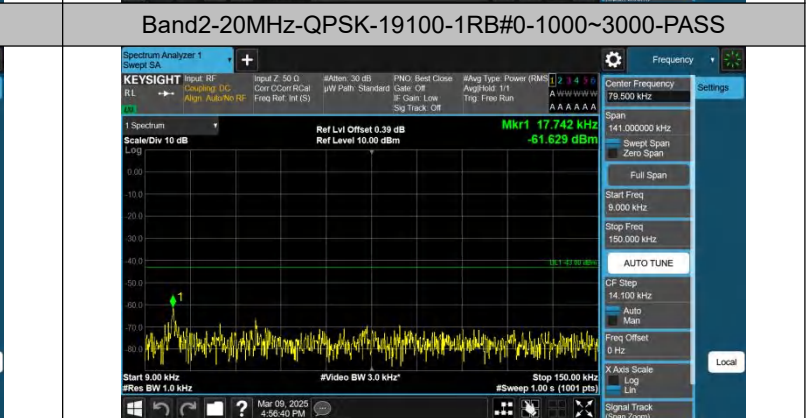 Band2-20MHz-QPSK-19100-1RB#0-1000~3000-PASS
Spectrum Analyzer 1
Swept SA
+
Frequency
KEYSIGHT
RL
Input: RF
Coupling: DC
Align: Auto/No RF
Input Z: 50 Ω
Corr CCorr RCal
Freq Ref: Int (S)
#Atten: 30 dB
µW Path: Standard
PNO: Best Close
Gate: Off
IF Gain: Low
Sig Track: Off
#Avg Type: Power (RMS
Avg|Hold: 1/1
Trig: Free Run
1 2 3 4 5 6
A W W W W W
A A A A A A
1 Spectrum
Scale/Div 10 dB
Log
Ref Lvl Offset 0.39 dB
Ref Level 10.00 dBm
Mkr1 17.742 kHz
-61.629 dBm
0.00
-10.0
-20.0
-30.0
-40.0
-50.0
-60.0
-70.0
-80.0
1
Start 9.00 kHz
#Res BW 1.0 kHz
#Video BW 3.0 kHz*
Stop 150.00 kHz
#Sweep 1.00 s (1001 pts)
Center Frequency
79.500 kHz
Span
141.000000 kHz
Swept Span
Zero Span
Full Span
Start Freq
9.000 kHz
Stop Freq
150.000 kHz
AUTO TUNE
CF Step
14.100 kHz
Auto
Man
Freq Offset
0 Hz
X Axis Scale
Log
Lin
Signal Track
(Span Zoom)
Settings
Local
?
Mar 09, 2025
4:56:40 PM